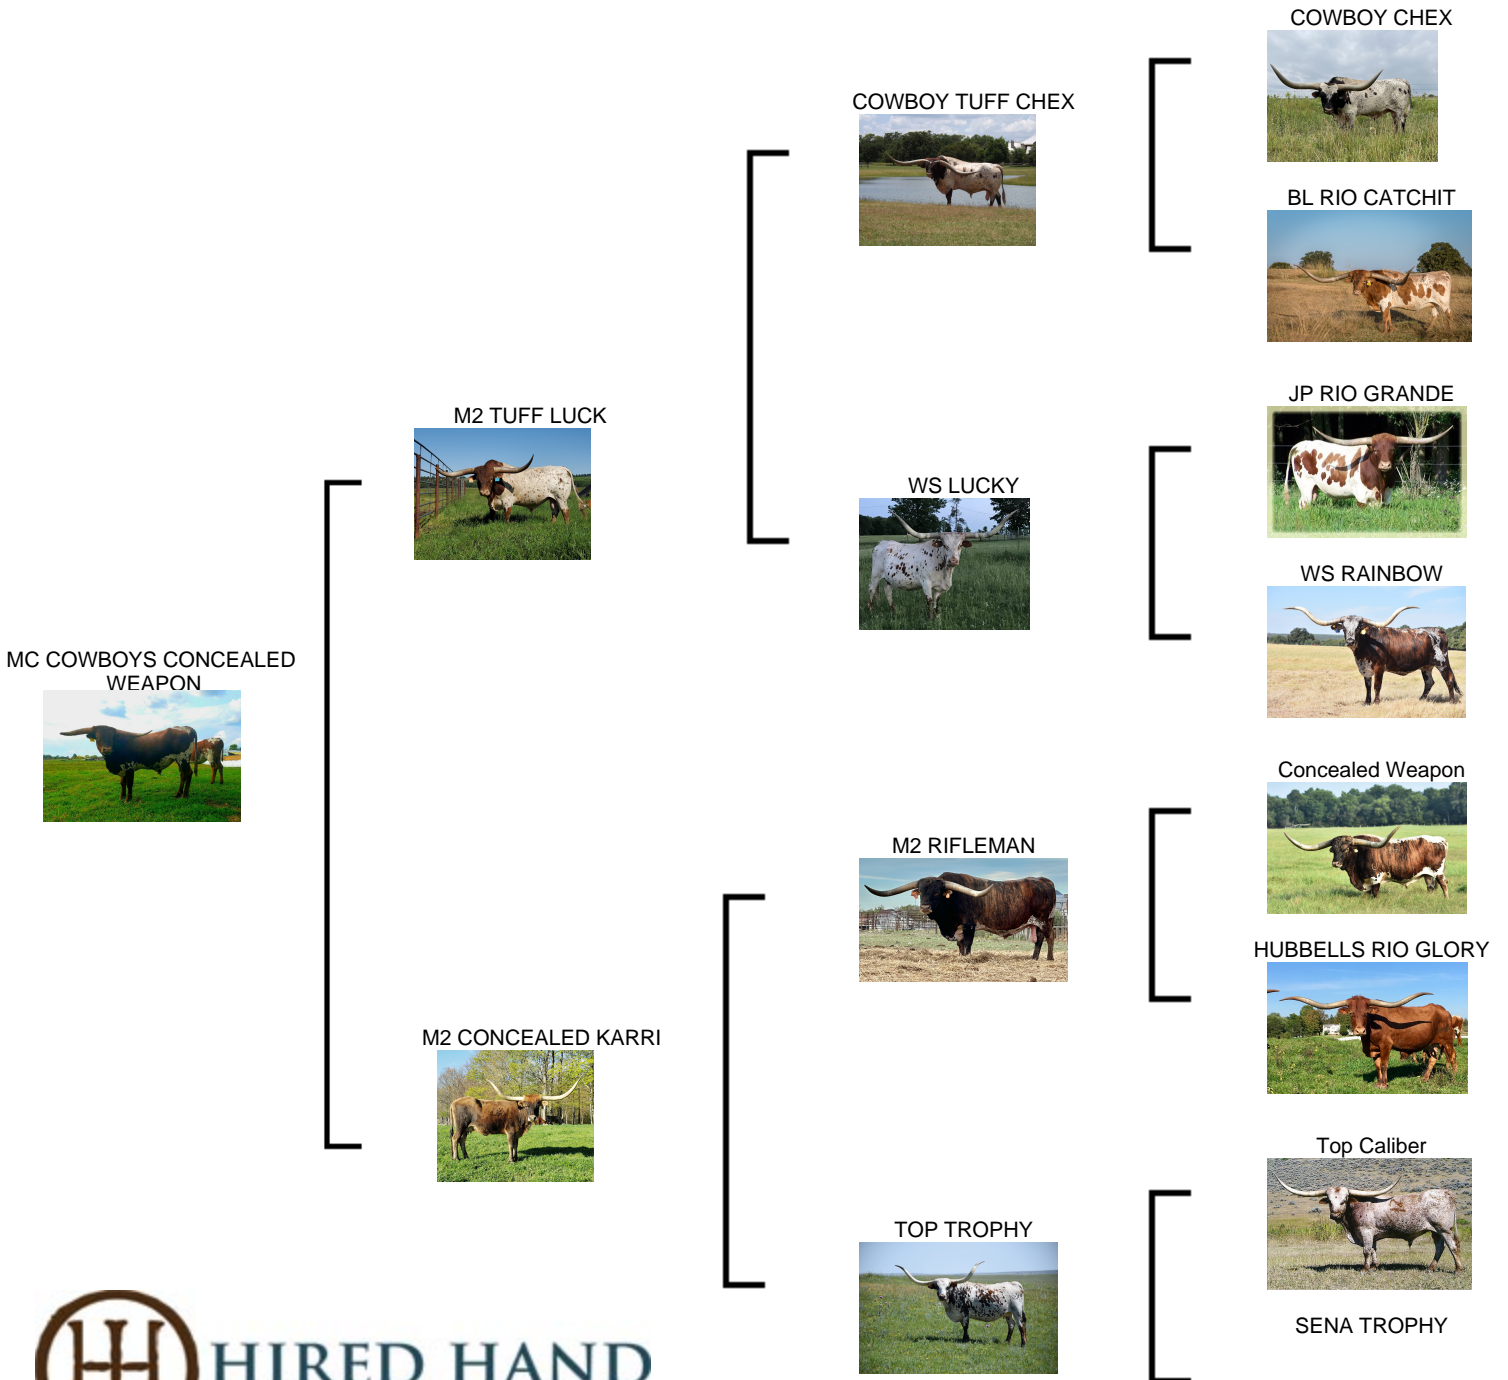 COWBOY CHEX
COWBOY TUFF CHEX
BL RIO CATCHIT
M2 TUFF LUCK
JP RIO GRANDE
WS LUCKY
WS RAINBOW
MC COWBOYS CONCEALED
WEAPON
Concealed Weapon
M2 RIFLEMAN
HUBBELLS RIO GLORY
M2 CONCEALED KARRI
Top Caliber
TOP TROPHY
SENA TROPHY
HIRED HAND